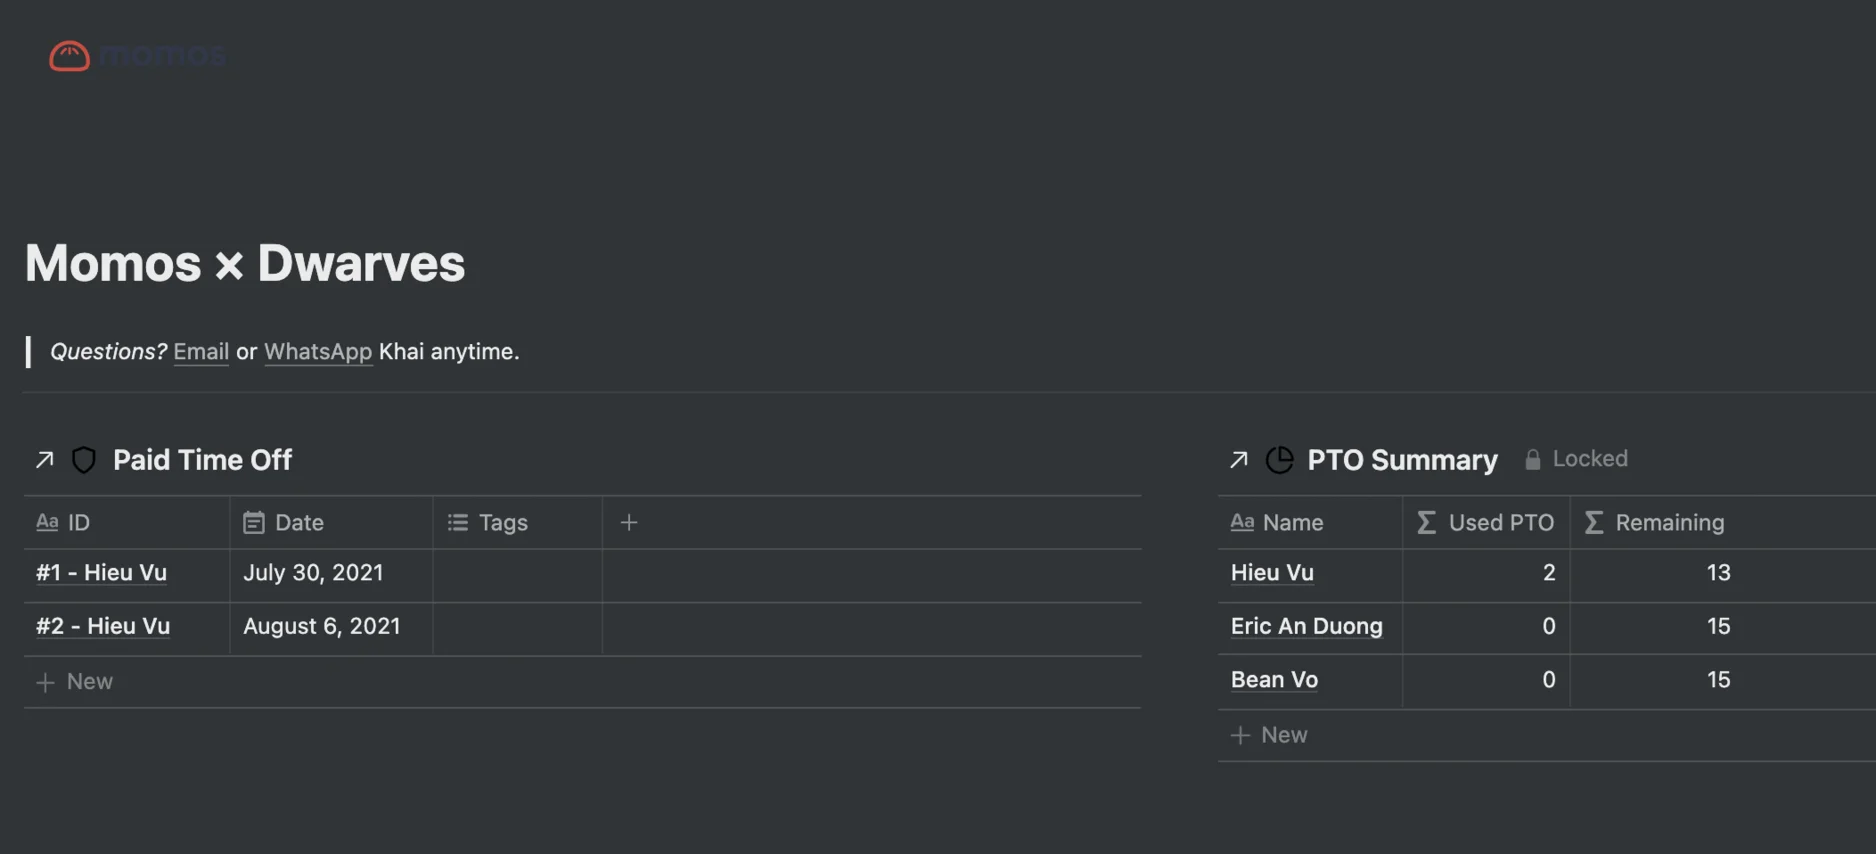 momos
Momos × Dwarves
Questions? Email or WhatsApp Khai anytime.
Paid Time Off
Aa ID Date Tags +
#1 - Hieu Vu July 30, 2021
#2 - Hieu Vu August 6, 2021
+ New
PTO Summary Locked
Aa Name Σ Used PTO Σ Remaining
Hieu Vu 2 13
Eric An Duong 0 15
Bean Vo 0 15
+ New